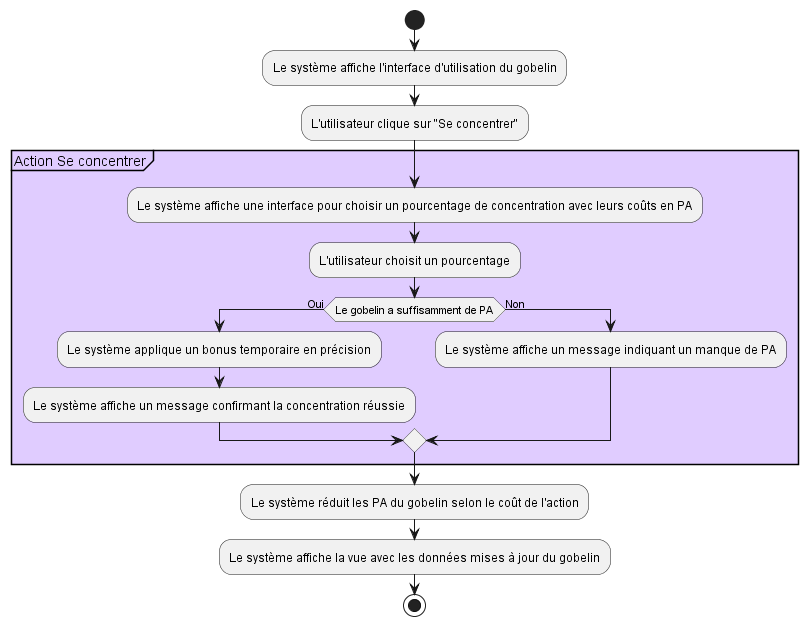 Le système affiche l'interface d'utilisation du gobelin
L'utilisateur clique sur "Se concentrer"
Action Se concentrer
Le système affiche une interface pour choisir un pourcentage de concentration avec leurs coûts en PA
L'utilisateur choisit un pourcentage
Oui
Le gobelin a suffisamment de PA
Non
Le système applique un bonus temporaire en précision
Le système affiche un message indiquant un manque de PA
Le système affiche un message confirmant la concentration réussie
Le système réduit les PA du gobelin selon le coût de l'action
Le système affiche la vue avec les données mises à jour du gobelin